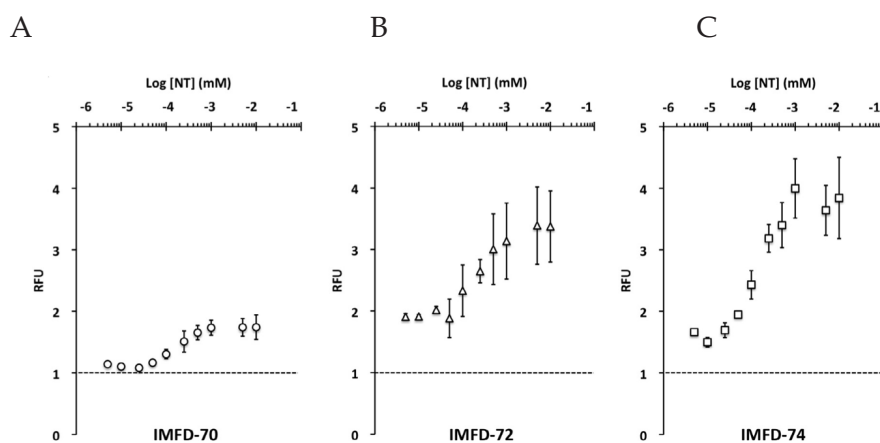 A B C
Log [NT] (mM) Log [NT] (mM) Log [NT] (mM)
-6 -5 -4 -3 -2 -1 -6 -5 -4 -3 -2 -1 -6 -5 -4 -3 -2 -1
5 5 5
4 4 4
3 3 3
RFU RFU RFU
2 2 2
1 1 1
0 0 0
IMFD-70 IMFD-72 IMFD-74